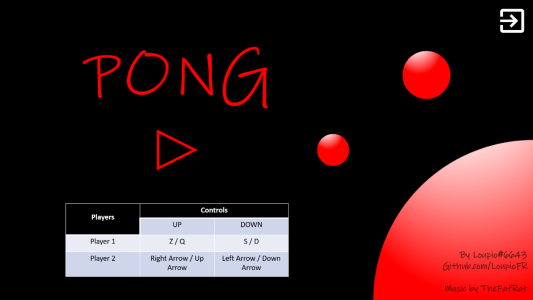 PONG
Players
Controls
UP
DOWN
Player 1
Z / Q
S / D
Player 2
Right Arrow / Up
Arrow
Left Arrow / Down
Arrow
By Loupio#6643
Github.com/LoupioFR
Music by TheFatRat